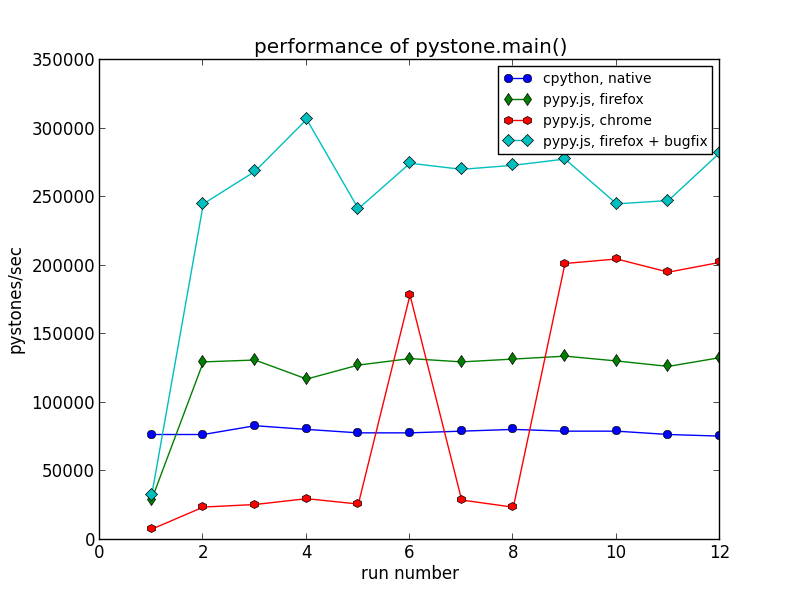 performance of pystone.main()
350000
300000
250000
200000
150000
100000
50000
0
pystones/sec
cpython, native
pypy.js, firefox
pypy.js, chrome
pypy.js, firefox + bugfix
0 2 4 6 8 10 12
run number